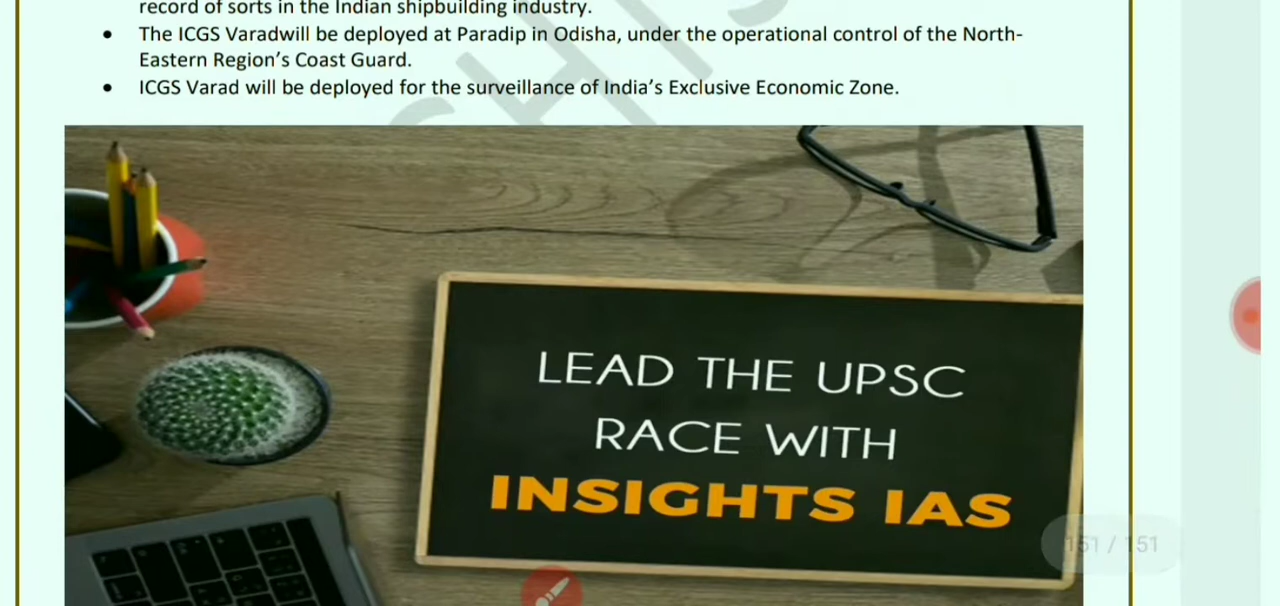 record of sorts in the Indian shipbuilding industry.
• The ICGS Varadwill be deployed at Paradip in Odisha, under the operational control of the North-
Eastern Region's Coast Guard.
• ICGS Varad will be deployed for the surveillance of India's Exclusive Economic Zone.
LEAD THE UPSC
RACE WITH
INSIGHTS IAS
151 / 151